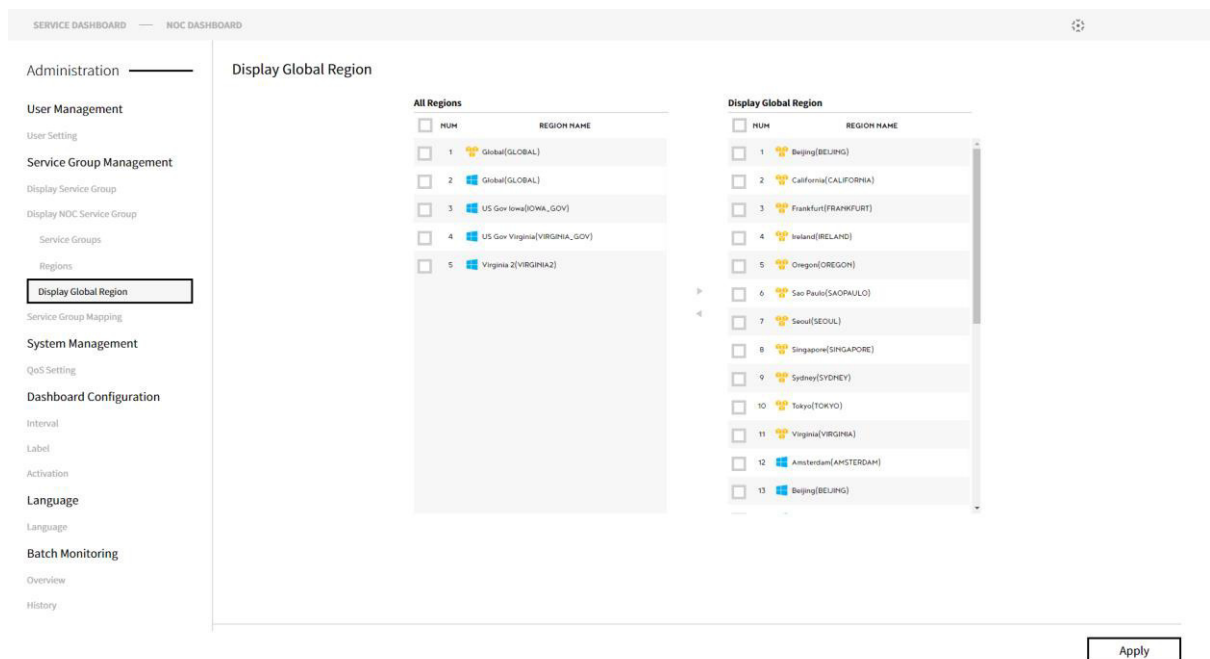 SERVICE DASHBOARD — NOC DASHBOARD
Administration
User Management
User Setting
Service Group Management
Display Service Group
Display NOC Service Group
Service Groups
Regions
Display Global Region
Service Group Mapping
System Management
QoS Setting
Dashboard Configuration
Interval
Label
Activation
Language
Language
Batch Monitoring
Overview
History
Display Global Region
All Regions
NUM REGION NAME
1 Global(GLOBAL)
2 Global(GLOBAL)
3 US Gov Iowa(IOWA_GOV)
4 US Gov Virginia(VIRGINIA_GOV)
5 Virginia 2(VIRGINIA2)
Display Global Region
NUM REGION NAME
1 Beijing(BEIJING)
2 California(CALIFORNIA)
3 Frankfurt(FRANKFURT)
4 Ireland(IRELAND)
5 Oregon(OREGON)
6 Sao Paulo(SAOPAULO)
7 Seoul(SEOUL)
8 Singapore(SINGAPORE)
9 Sydney(SYDNEY)
10 Tokyo(TOKYO)
11 Virginia(VIRGINIA)
12 Amsterdam(AMSTERDAM)
13 Beijing(BEIJING)
Apply